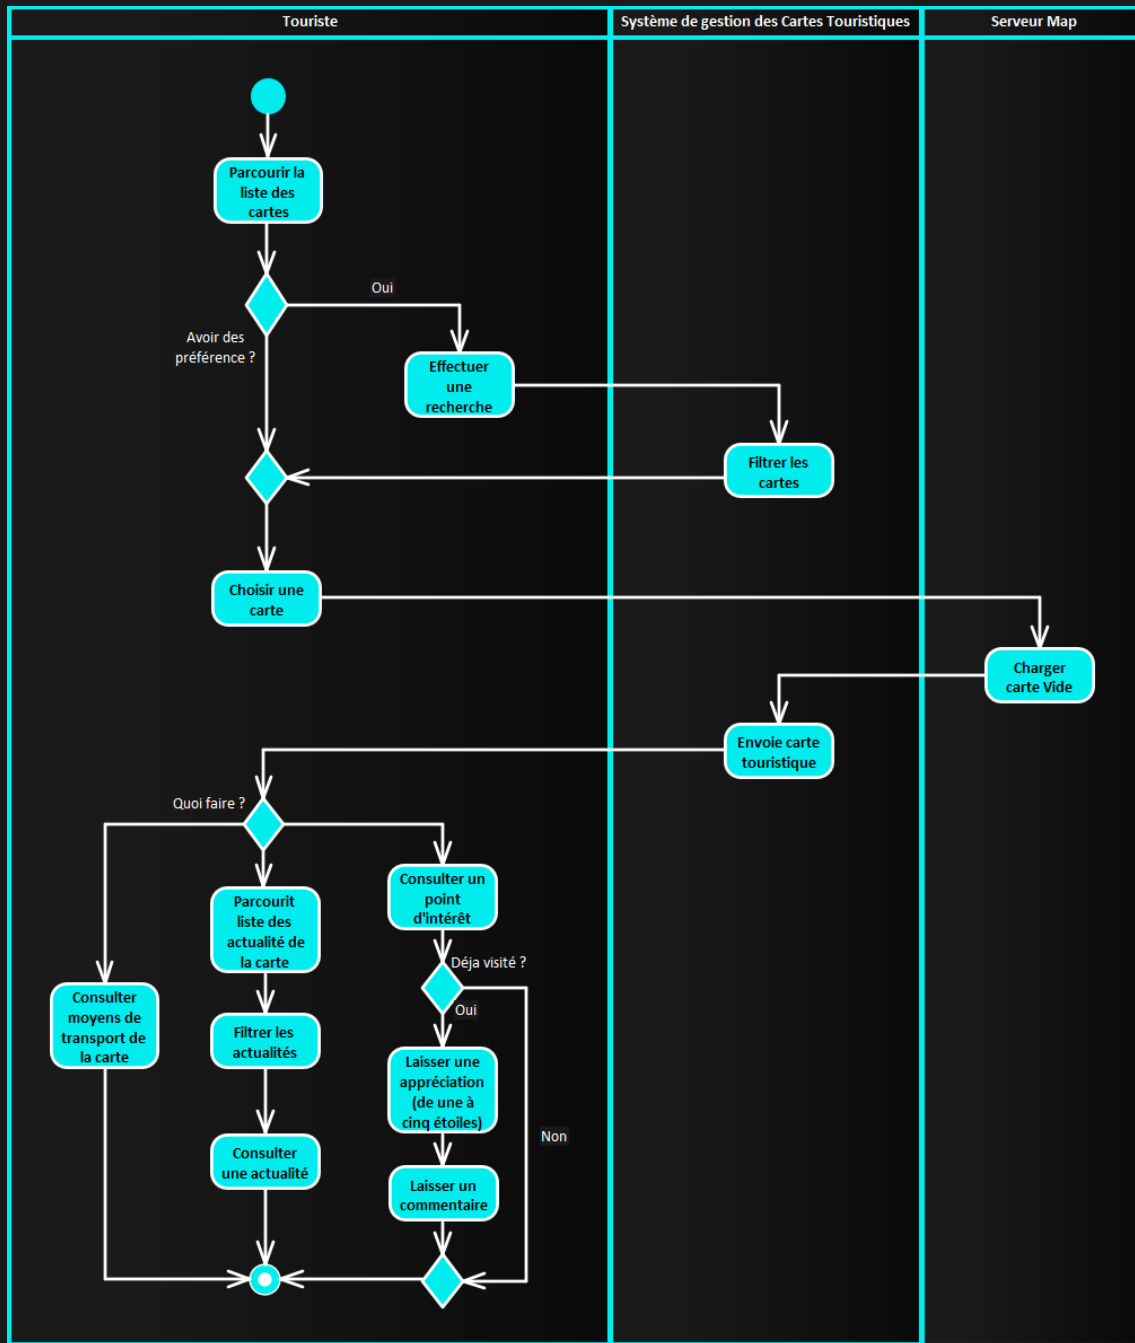 Touriste
Système de gestion des Cartes Touristiques
Serveur Map
Parcourir la
liste des
cartes
Oui
Avoir des
préférence ?
Effectuer
une
recherche
Filtrer les
cartes
Choisir une
carte
Charger
carte Vide
Envoie carte
touristique
Quoi faire ?
Consulter un
point
d'intérêt
Parcourit
liste des
actualité de
la carte
Déja visité ?
Oui
Consulter
moyens de
transport de
la carte
Filtrer les
actualités
Laisser une
appréciation
(de une à
cinq étoiles)
Non
Consulter
une actualité
Laisser un
commentaire